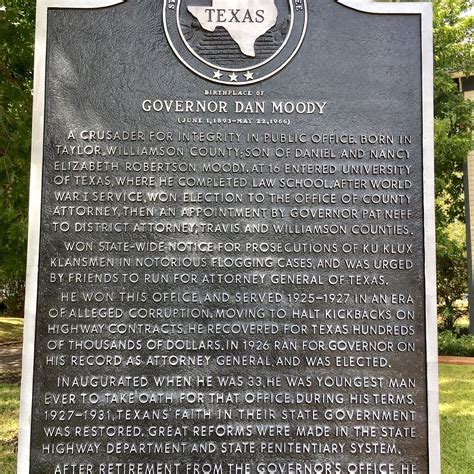 TEXAS
BIRTHPLACE OF
GOVERNOR DAN MOODY
(JUNE 1, 1893-MAY 22, 1966)
A CRUSADER FOR INTEGRITY IN PUBLIC OFFICE. BORN IN
TAYLOR, WILLIAMSON COUNTY; SON OF DANIEL AND NANCY
ELIZABETH ROBERTSON MOODY. AT 16 ENTERED UNIVERSITY
OF TEXAS, WHERE HE COMPLETED LAW SCHOOL. AFTER WORLD
WAR I SERVICE, WON ELECTION TO THE OFFICE OF COUNTY
ATTORNEY, THEN AN APPOINTMENT BY GOVERNOR PAT NEFF
TO DISTRICT ATTORNEY, TRAVIS AND WILLIAMSON COUNTIES.
WON STATE-WIDE NOTICE FOR PROSECUTIONS OF KU KLUX
KLANSMEN IN NOTORIOUS FLOGGING CASES, AND WAS URGED
BY FRIENDS TO RUN FOR ATTORNEY GENERAL OF TEXAS.
HE WON THIS OFFICE, AND SERVED 1925-1927 IN AN ERA
OF ALLEGED CORRUPTION. MOVING TO HALT KICKBACKS ON
HIGHWAY CONTRACTS, HE RECOVERED FOR TEXAS HUNDREDS
OF THOUSANDS OF DOLLARS. IN 1926 RAN FOR GOVERNOR ON
HIS RECORD AS ATTORNEY GENERAL, AND WAS ELECTED.
INAUGURATED WHEN HE WAS 33, HE WAS YOUNGEST MAN
EVER TO TAKE OATH FOR THAT OFFICE. DURING HIS TERMS,
1927-1931, TEXANS' FAITH IN THEIR STATE GOVERNMENT
WAS RESTORED. GREAT REFORMS WERE MADE IN THE STATE
HIGHWAY DEPARTMENT AND STATE PENITENTIARY SYSTEM.
AFTER RETIREMENT FROM THE GOVERNOR'S OFFICE HE